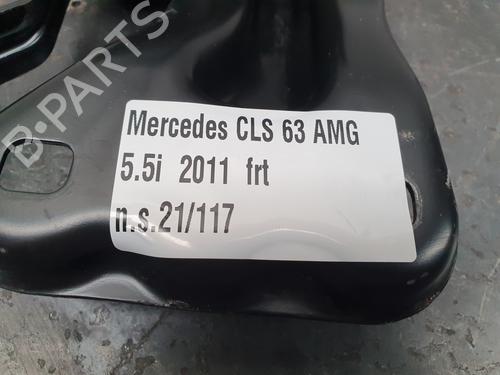 B-PARTS
Mercedes CLS 63 AMG
5.5i 2011 frt
n.s.21/117